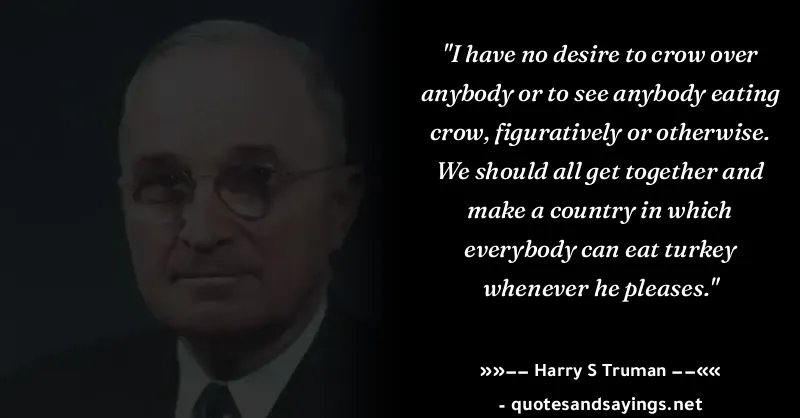 "I have no desire to crow over
anybody or to see anybody eating
crow, figuratively or otherwise.
We should all get together and
make a country in which
everybody can eat turkey
whenever he pleases."
»»−− Harry S Truman −−««
- quotesandsayings.net